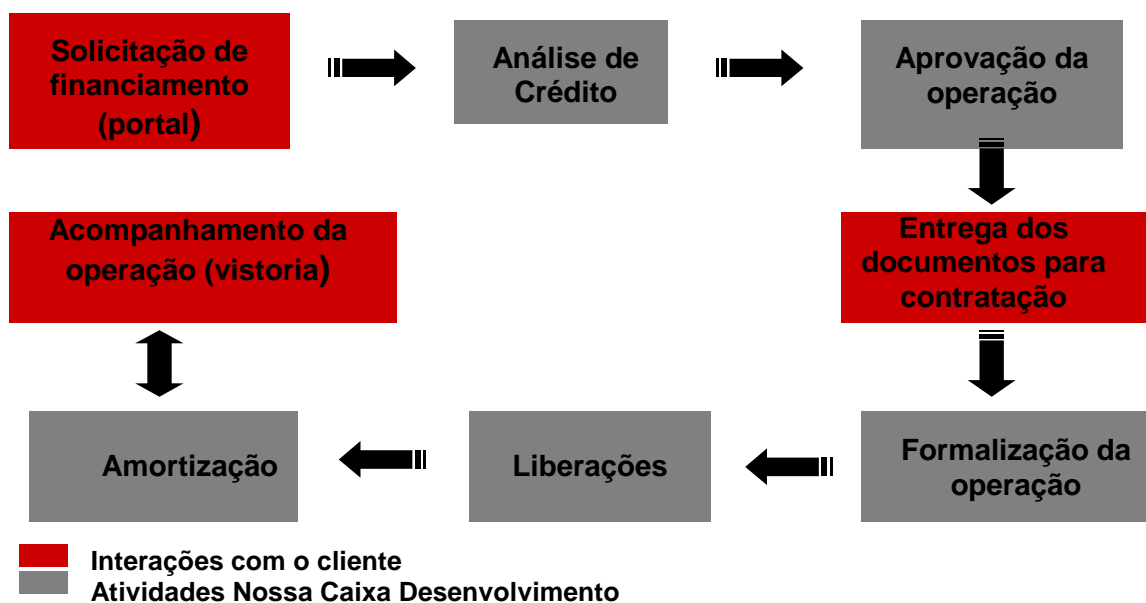 Solicitação de
financiamento
(portal)
Análise de
Crédito
Aprovação da
operação
Acompanhamento da
operação (vistoria)
Entrega dos
documentos para
contratação
Amortização
Liberações
Formalização da
operação
Interações com o cliente
Atividades Nossa Caixa Desenvolvimento